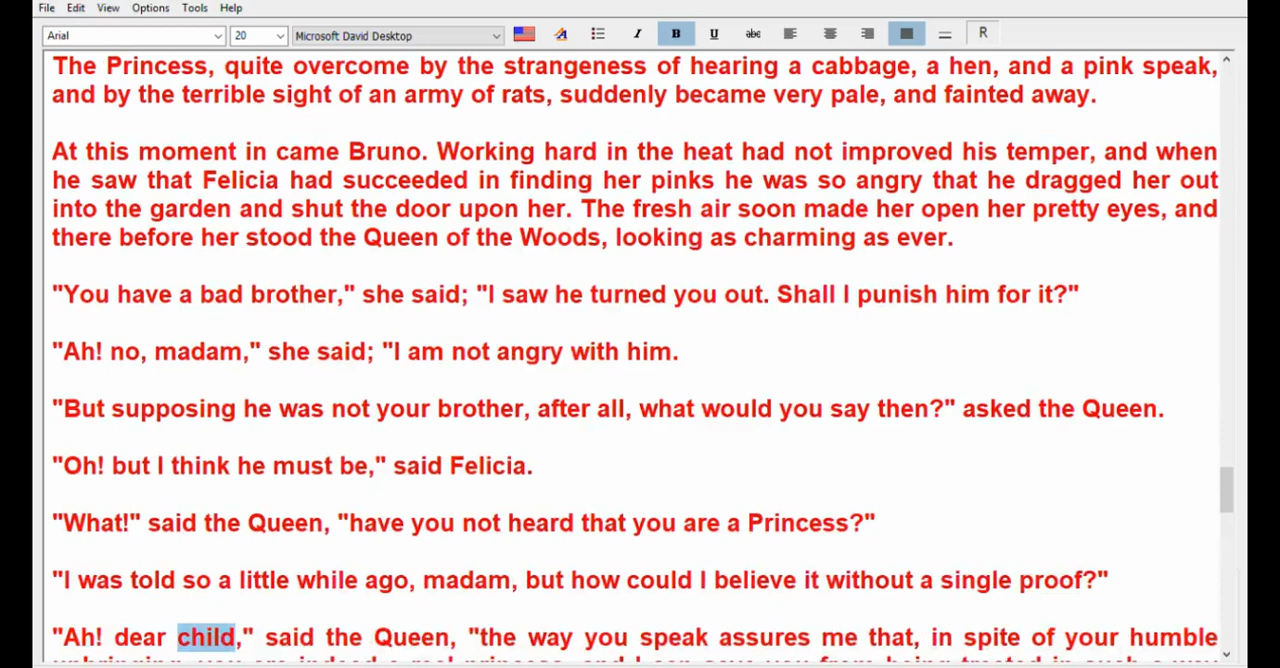 File Edit View Options Tools Help
Arial 20 Microsoft David Desktop I B U abc R
The Princess, quite overcome by the strangeness of hearing a cabbage, a hen, and a pink speak,
and by the terrible sight of an army of rats, suddenly became very pale, and fainted away.
At this moment in came Bruno. Working hard in the heat had not improved his temper, and when
he saw that Felicia had succeeded in finding her pinks he was so angry that he dragged her out
into the garden and shut the door upon her. The fresh air soon made her open her pretty eyes, and
there before her stood the Queen of the Woods, looking as charming as ever.
"You have a bad brother," she said; "I saw he turned you out. Shall I punish him for it?"
"Ah! no, madam," she said; "I am not angry with him.
"But supposing he was not your brother, after all, what would you say then?" asked the Queen.
"Oh! but I think he must be," said Felicia.
"What!" said the Queen, "have you not heard that you are a Princess?"
"I was told so a little while ago, madam, but how could I believe it without a single proof?"
"Ah! dear child," said the Queen, "the way you speak assures me that, in spite of your humble